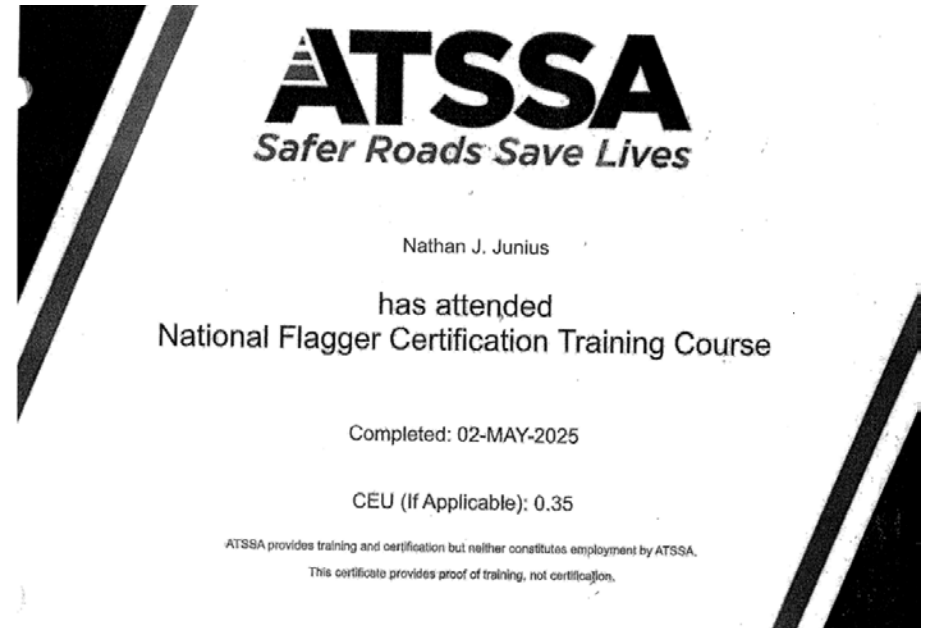 ATSSA
Safer Roads Save Lives
Nathan J. Junius
has attended
National Flagger Certification Training Course
Completed: 02-MAY-2025
CEU (If Applicable): 0.35
ATSSA provides training and certification but neither constitutes employment by ATSSA.
This certificate provides proof of training, not certification.